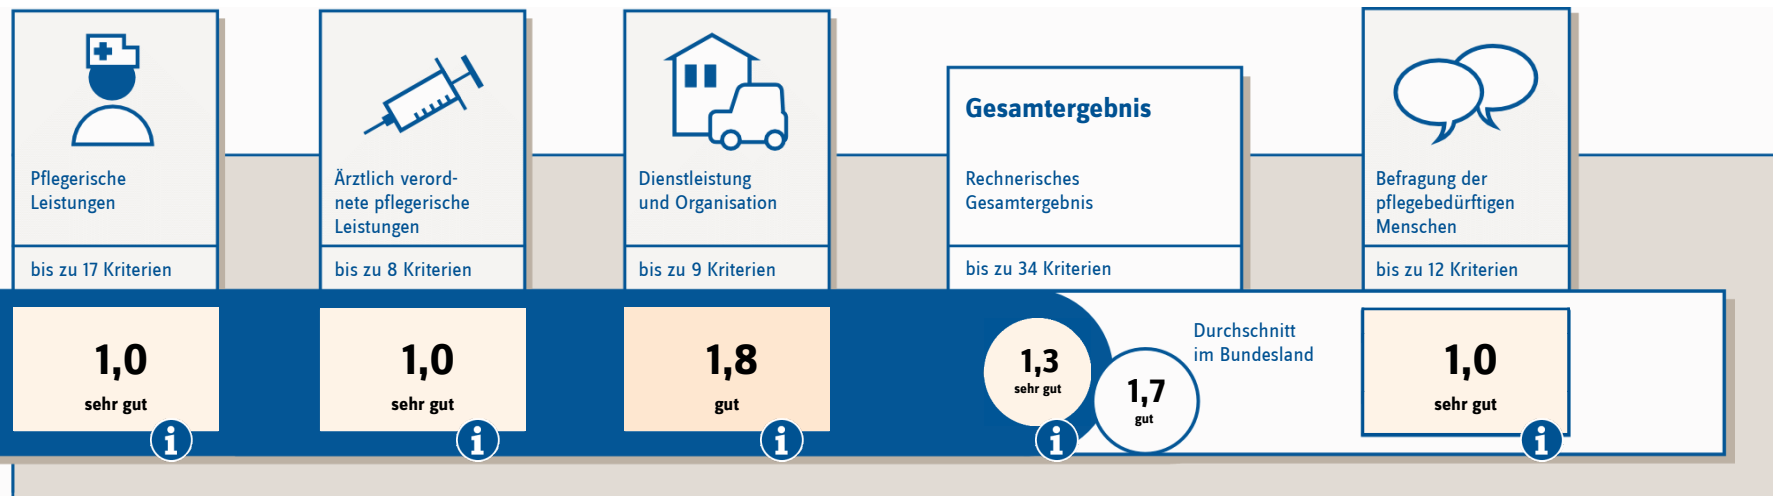 Pflegerische
Leistungen
bis zu 17 Kriterien
1,0
sehr gut
i
Ärztlich verord-
nete pflegerische
Leistungen
bis zu 8 Kriterien
1,0
sehr gut
i
Dienstleistung
und Organisation
bis zu 9 Kriterien
1,8
gut
i
Gesamtergebnis
Rechnerisches
Gesamtergebnis
bis zu 34 Kriterien
1,3
sehr gut
i
1,7
gut
Durchschnitt
im Bundesland
Befragung der
pflegebedürftigen
Menschen
bis zu 12 Kriterien
1,0
sehr gut
i